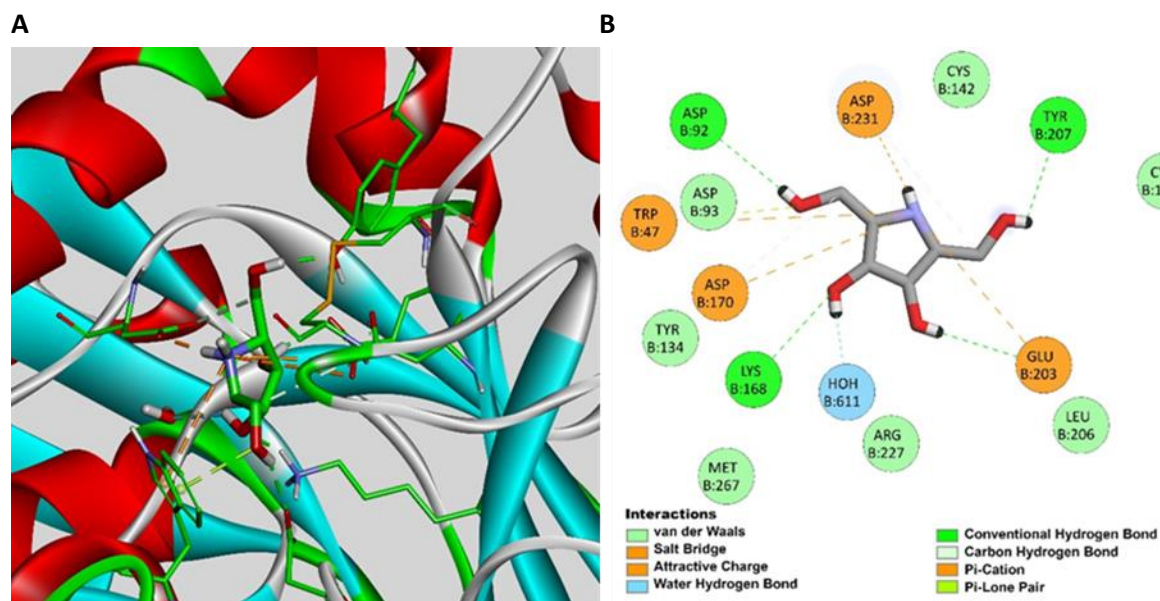 A
B
CYS
B:142
ASP
B:231
ASP
B:92
TYR
B:207
ASP
B:93
TRP
B:47
ASP
B:170
TYR
B:134
LYS
B:168
HOH
B:611
GLU
B:203
LEU
B:206
ARG
B:227
MET
B:267
Interactions
van der Waals
Salt Bridge
Attractive Charge
Water Hydrogen Bond
Conventional Hydrogen Bond
Carbon Hydrogen Bond
Pi-Cation
Pi-Lone Pair